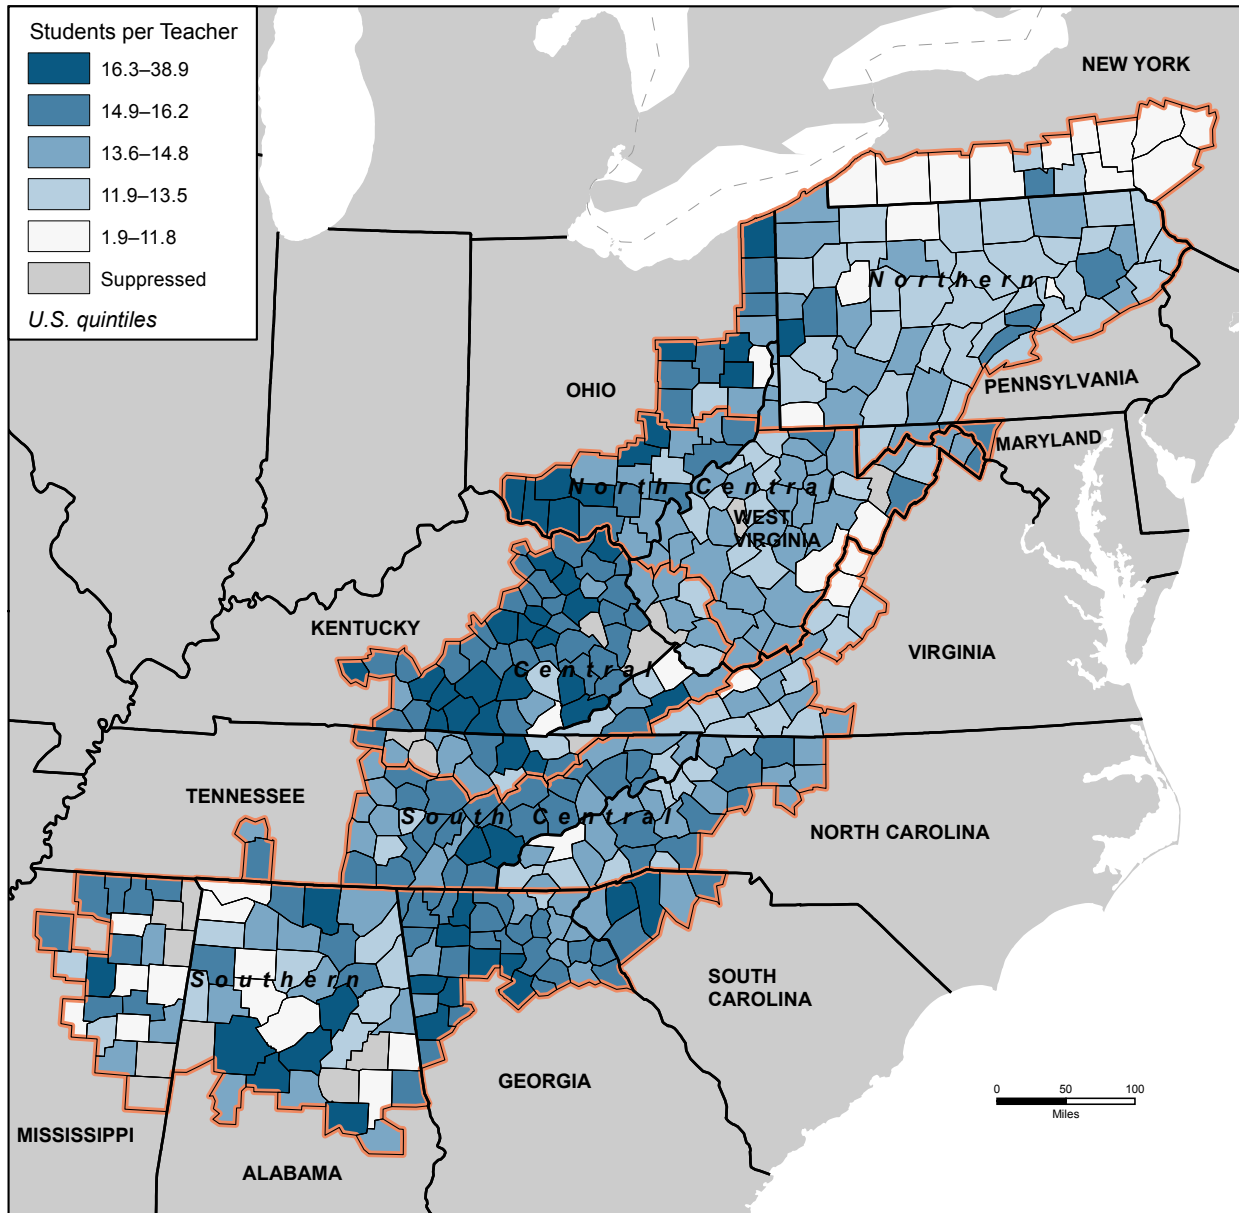 Students per Teacher
16.3–38.9
14.9–16.2
13.6–14.8
11.9–13.5
1.9–11.8
Suppressed
U.S. quintiles
NEW YORK
Northern
PENNSYLVANIA
OHIO
MARYLAND
North Central
WEST
VIRGINIA
KENTUCKY
VIRGINIA
Central
TENNESSEE
South Central
NORTH CAROLINA
Southern
SOUTH
CAROLINA
GEORGIA
0 50 100
Miles
MISSISSIPPI
ALABAMA